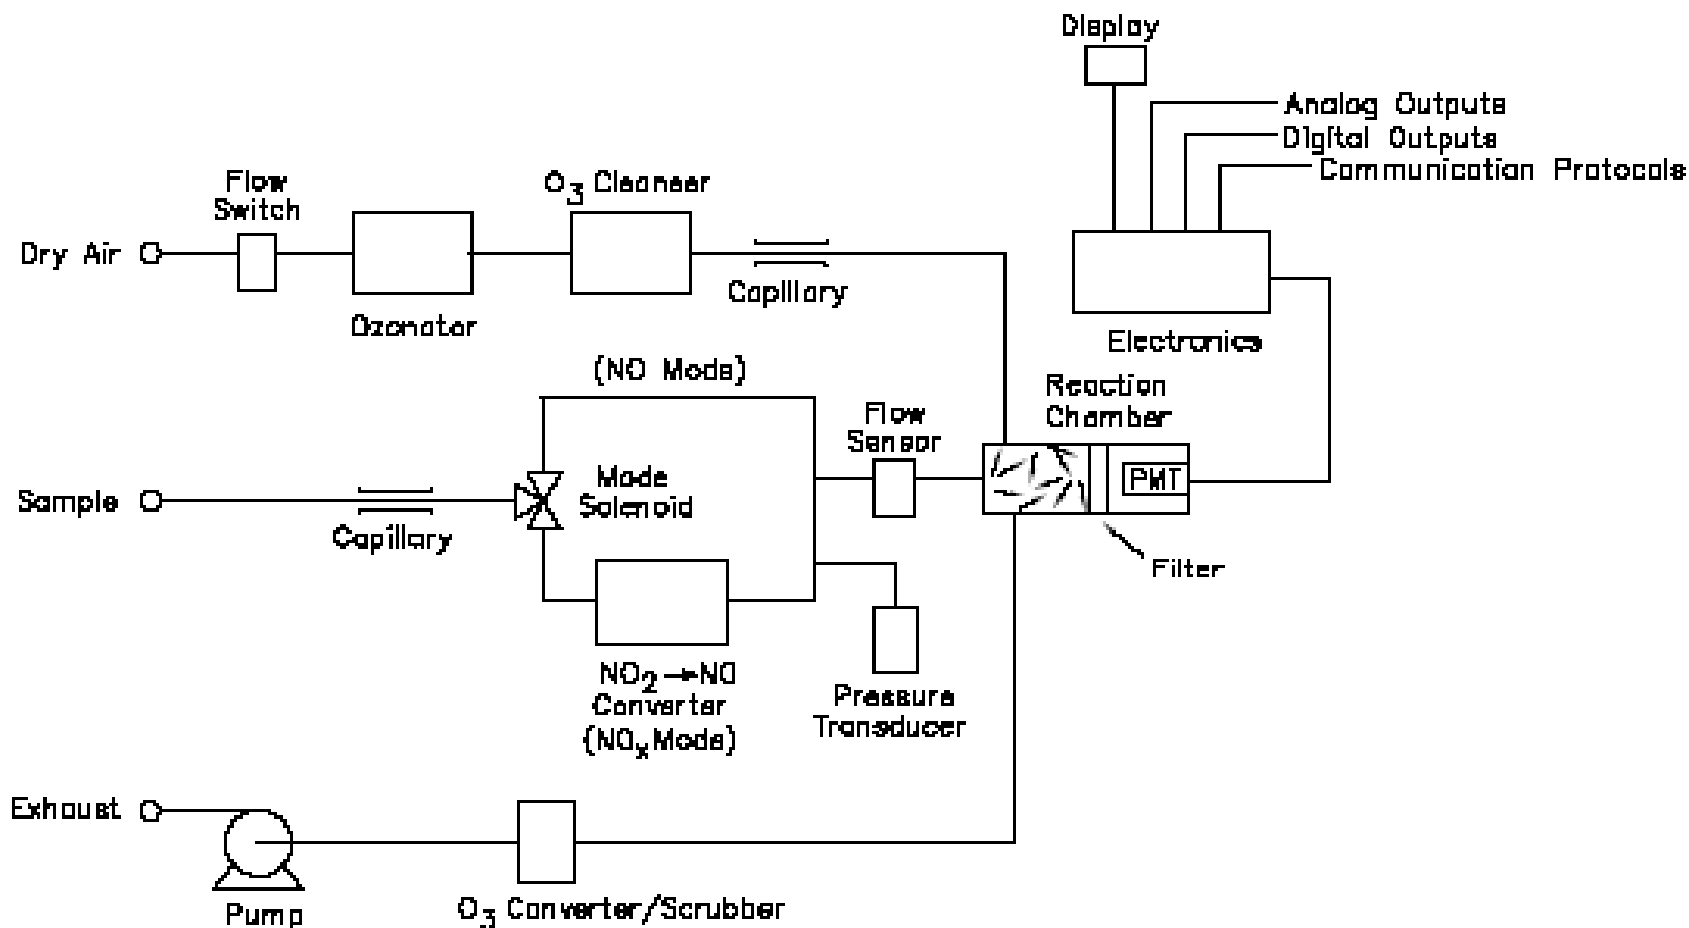 Display
Analog Outputs
Digital Outputs
Communication Protocols
Flow
Switch
O3 Cleanser
Dry Air
Capillary
Ozonator
Electronics
(NO Mode)
Reaction
Chamber
Flow
Sensor
Mode
Solenoid
PMT
Sample
Capillary
Filter
NO2→NO
Converter
(NOx Mode)
Pressure
Transducer
Exhaust
Pump
O3 Converter/Scrubber